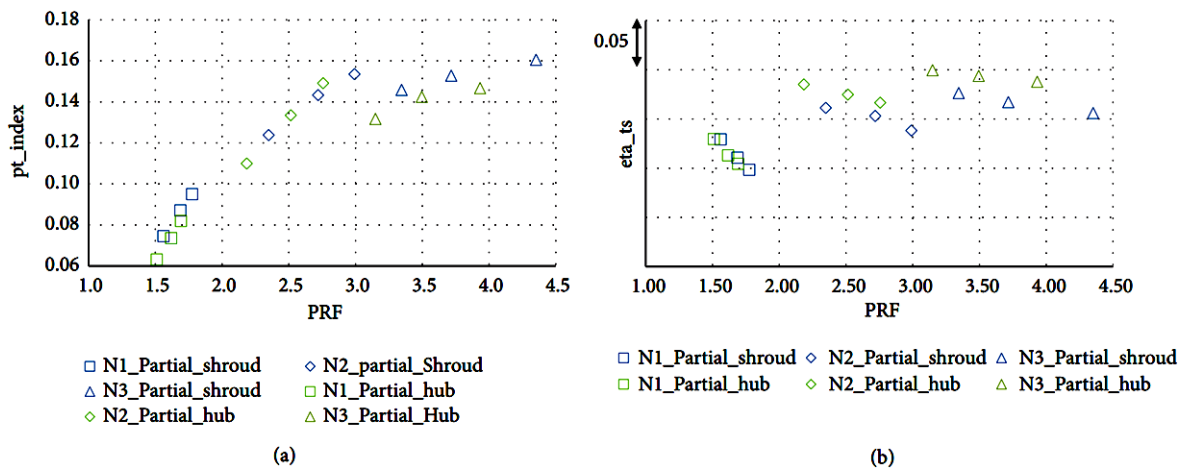 0.18
0.16
0.14
0.12
0.10
0.08
0.06
pt_index
1.0 1.5 2.0 2.5 3.0 3.5 4.0 4.5
PRF
N1_Partial_shroud N2_partial_Shroud
N3_Partial_shroud N1_Partial_hub
N2_Partial_hub N3_Partial_Hub
(a)
0.05
eta_ts
1.00 1.50 2.00 2.50 3.00 3.50 4.00 4.50
PRF
N1_Partial_shroud N2_Partial_shroud N3_Partial_shroud
N1_Partial_hub N2_Partial_hub N3_Partial_hub
(b)